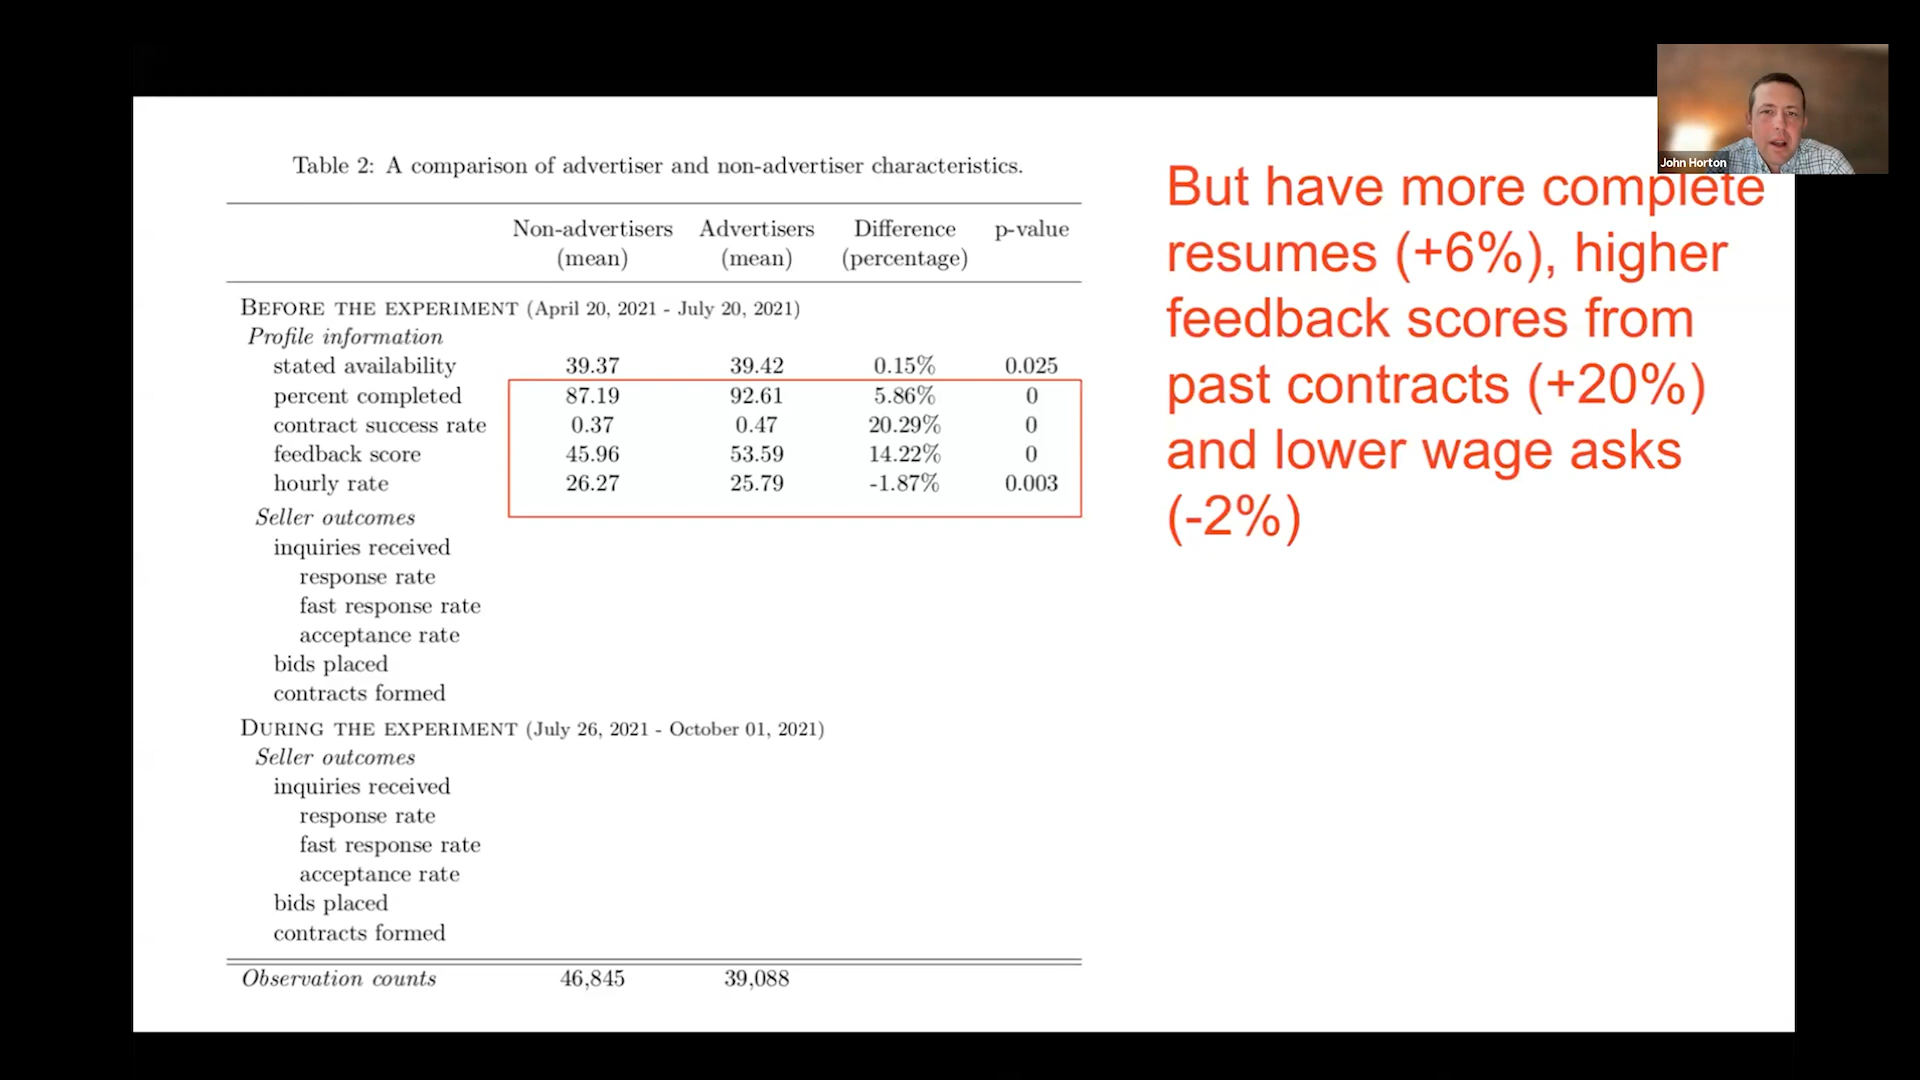 John Horton
Table 2: A comparison of advertiser and non-advertiser characteristics.
Non-advertisers Advertisers Difference p-value
(mean) (mean) (percentage)
BEFORE THE EXPERIMENT (April 20, 2021 - July 20, 2021)
Profile information
stated availability 39.37 39.42 0.15% 0.025
percent completed 87.19 92.61 5.86% 0
contract success rate 0.37 0.47 20.29% 0
feedback score 45.96 53.59 14.22% 0
hourly rate 26.27 25.79 -1.87% 0.003
Seller outcomes
inquiries received
response rate
fast response rate
acceptance rate
bids placed
contracts formed
DURING THE EXPERIMENT (July 26, 2021 - October 01, 2021)
Seller outcomes
inquiries received
response rate
fast response rate
acceptance rate
bids placed
contracts formed
Observation counts 46,845 39,088
But have more complete
resumes (+6%), higher
feedback scores from
past contracts (+20%)
and lower wage asks
(-2%)